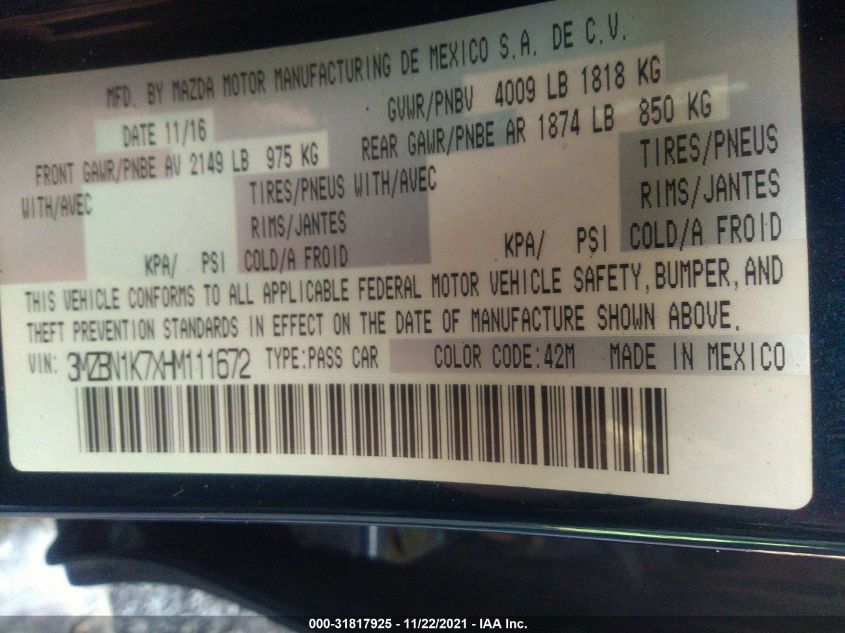 MFD. BY MAZDA MOTOR MANUFACTURING DE MEXICO S.A. DE C.V.
DATE 11/16 GVWR/PNBV 4009 LB 1818 KG
FRONT GAWR/PNBE AV 2149 LB 975 KG REAR GAWR/PNBE AR 1874 LB 850 KG
WITH/AVEC TIRES/PNEUS WITH/AVEC TIRES/PNEUS
RIMS/JANTES RIMS/JANTES
KPA/ PSI COLD/A FROID KPA/ PSI COLD/A FROID
THIS VEHICLE CONFORMS TO ALL APPLICABLE FEDERAL MOTOR VEHICLE SAFETY, BUMPER, AND
THEFT PREVENTION STANDARDS IN EFFECT ON THE DATE OF MANUFACTURE SHOWN ABOVE.
VIN: 3MZBN1K7XHM111672 TYPE:PASS CAR COLOR CODE:42M MADE IN MEXICO
000-31817925 - 11/22/2021 - IAA Inc.